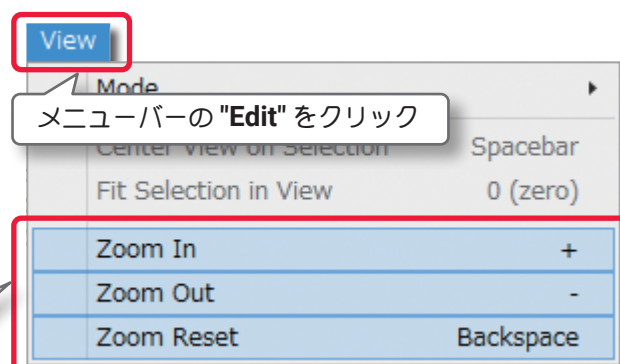 View
Mode
メニューバーの "Edit" をクリック
Center View on Selection Spacebar
Fit Selection in View 0 (zero)
Zoom In +
Zoom Out -
Zoom Reset Backspace